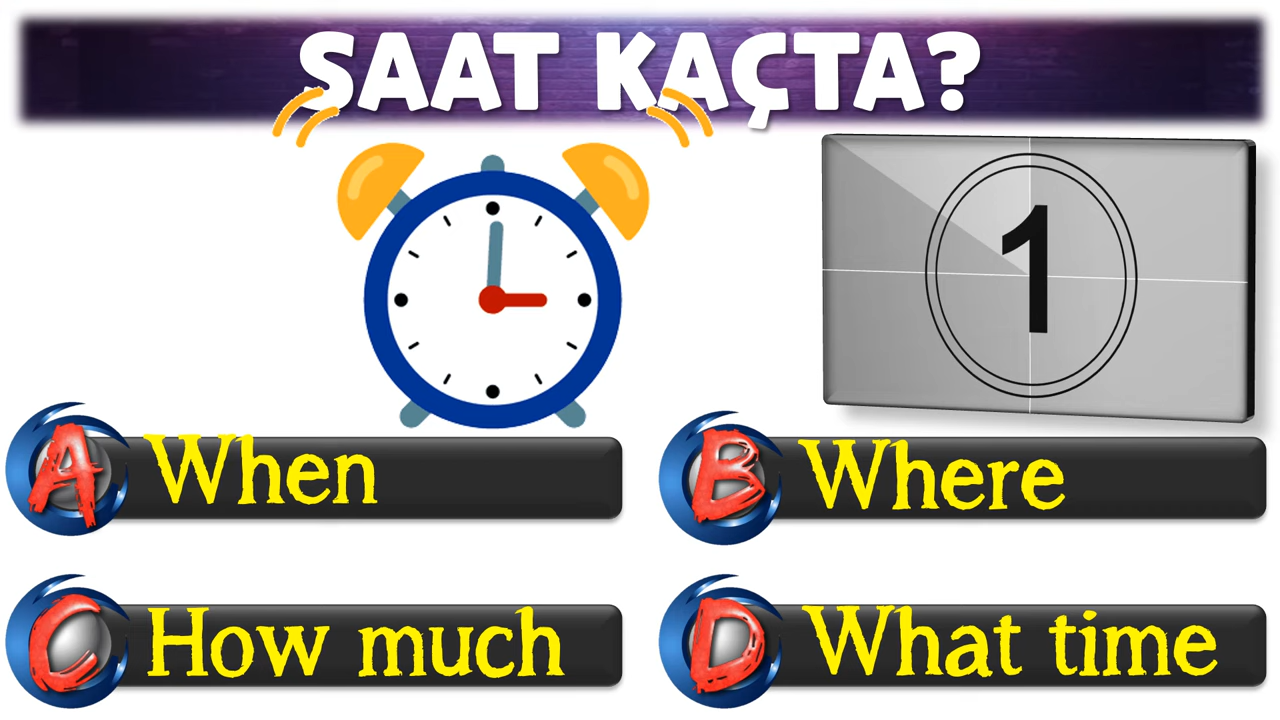 SAAT KAÇTA?
1
A When
B Where
C How much
D What time